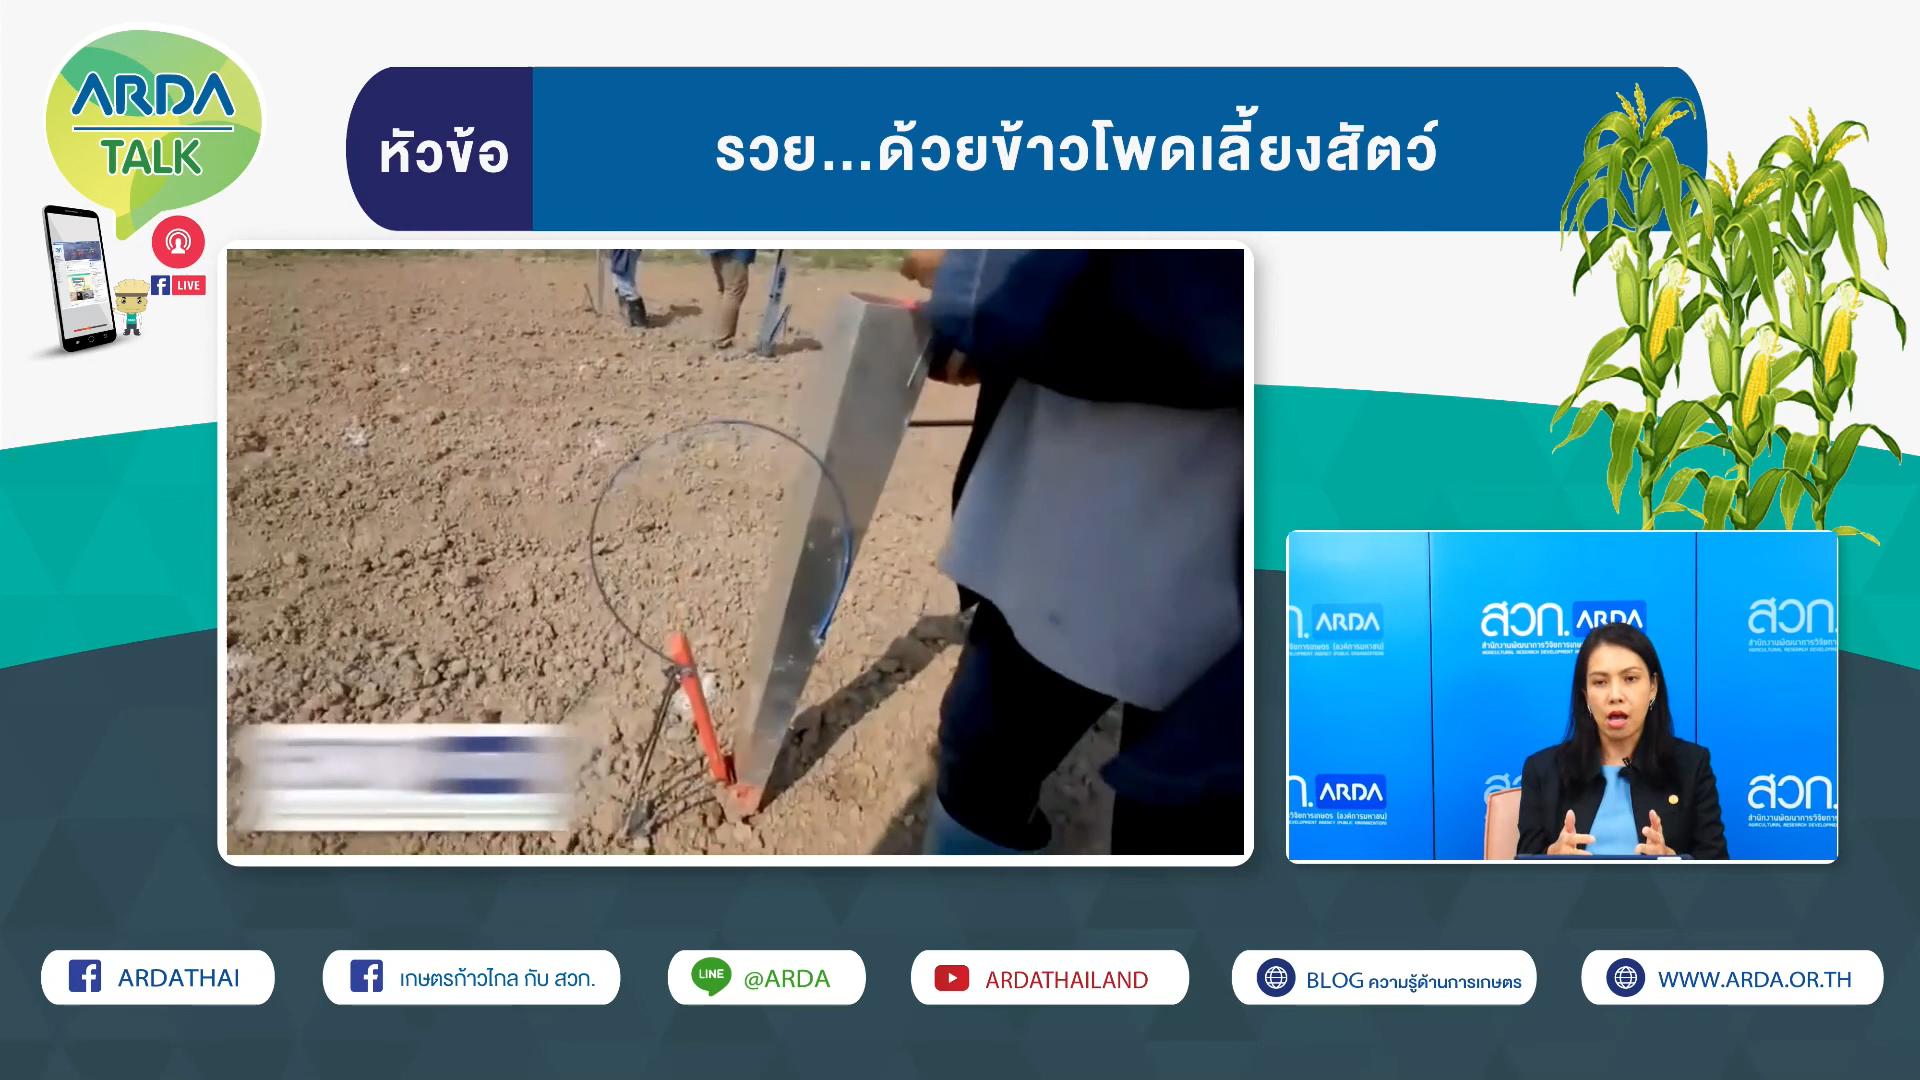 ARDA
TALK
LIVE
หัวข้อ
รวย...ด้วยข้าวโพดเลี้ยงสัตว์
ARDA
สวก. ARDA
สวก.
ARDA
สวก.
ARDATHAI
เกษตรก้าวไกล กับ สวก.
LINE @ARDA
ARDATHAILAND
BLOG ความรู้ด้านการเกษตร
WWW.ARDA.OR.TH